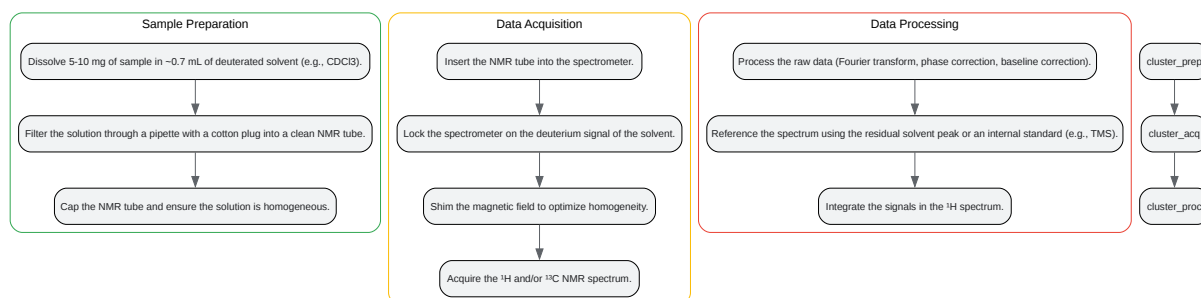 Sample Preparation
Dissolve 5-10 mg of sample in ~0.7 mL of deuterated solvent (e.g., CDCl3).
Filter the solution through a pipette with a cotton plug into a clean NMR tube.
Cap the NMR tube and ensure the solution is homogeneous.
Data Acquisition
Insert the NMR tube into the spectrometer.
Lock the spectrometer on the deuterium signal of the solvent.
Shim the magnetic field to optimize homogeneity.
Acquire the ¹H and/or ¹³C NMR spectrum.
Data Processing
Process the raw data (Fourier transform, phase correction, baseline correction).
Reference the spectrum using the residual solvent peak or an internal standard (e.g., TMS).
Integrate the signals in the ¹H spectrum.
cluster_prep
cluster_acq
cluster_proc